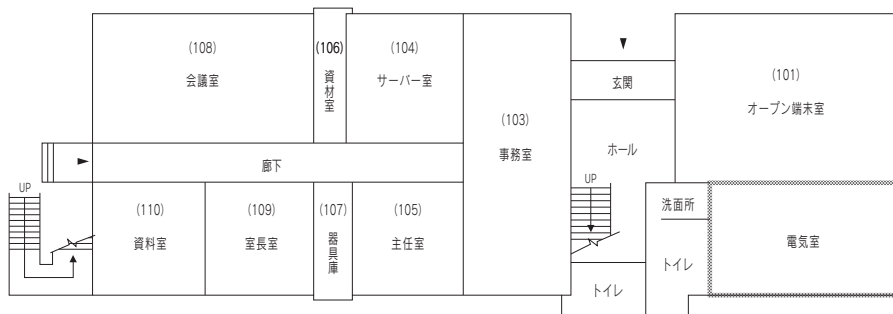 (108)
会議室
(106)
資材室
(104)
サーバー室
(103)
事務室
玄関
(101)
オープン端末室
ホール
廊下
UP
(110)
資料室
(109)
室長室
(107)
器具庫
(105)
主任室
UP
洗面所
トイレ
電気室
トイレ